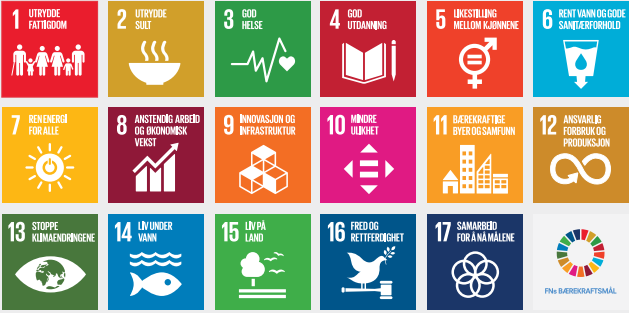 1 UTRYDDE
FATTIGDOM
2 UTRYDDE
SULT
3 GOD
HELSE
4 GOD
UTDANNING
5 LIKESTILLING
MELLOM KJØNNENE
6 RENT VANN OG GODE
SANITÆRFORHOLD
7 REN ENERGI
FOR ALLE
8 ANSTENDIG ARBEID
OG ØKONOMISK
VEKST
9 INNOVASJON OG
INFRASTRUKTUR
10 MINDRE
ULIKHET
11 BÆREKRAFTIGE
BYER OG SAMFUNN
12 ANSVARLIG
FORBRUK OG
PRODUKSJON
13 STOPPE
KLIMAENDRINGENE
14 LIV UNDER
VANN
15 LIV PÅ
LAND
16 FRED OG
RETTFERDIGHET
17 SAMARBEID
FOR Å NÅ MÅLENE
FNs BÆREKRAFTSMÅL